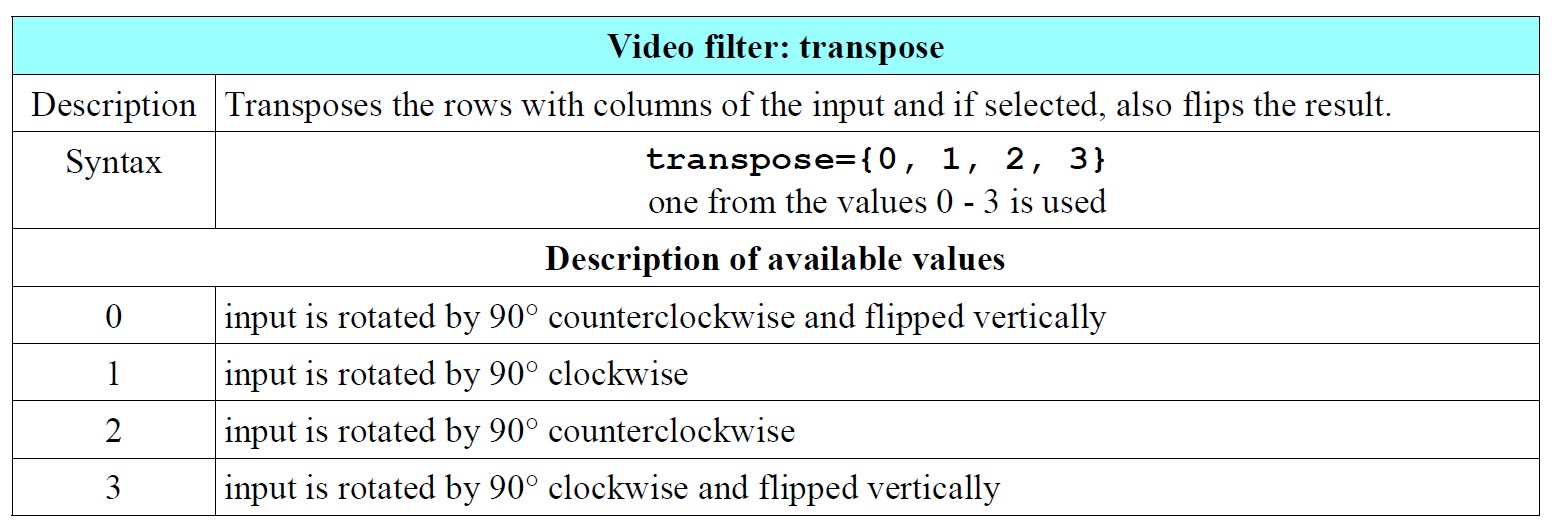 Video filter: transpose
Description Transposes the rows with columns of the input and if selected, also flips the result.
Syntax transpose={0, 1, 2, 3}
one from the values 0 - 3 is used
Description of available values
0 input is rotated by 90° counterclockwise and flipped vertically
1 input is rotated by 90° clockwise
2 input is rotated by 90° counterclockwise
3 input is rotated by 90° clockwise and flipped vertically